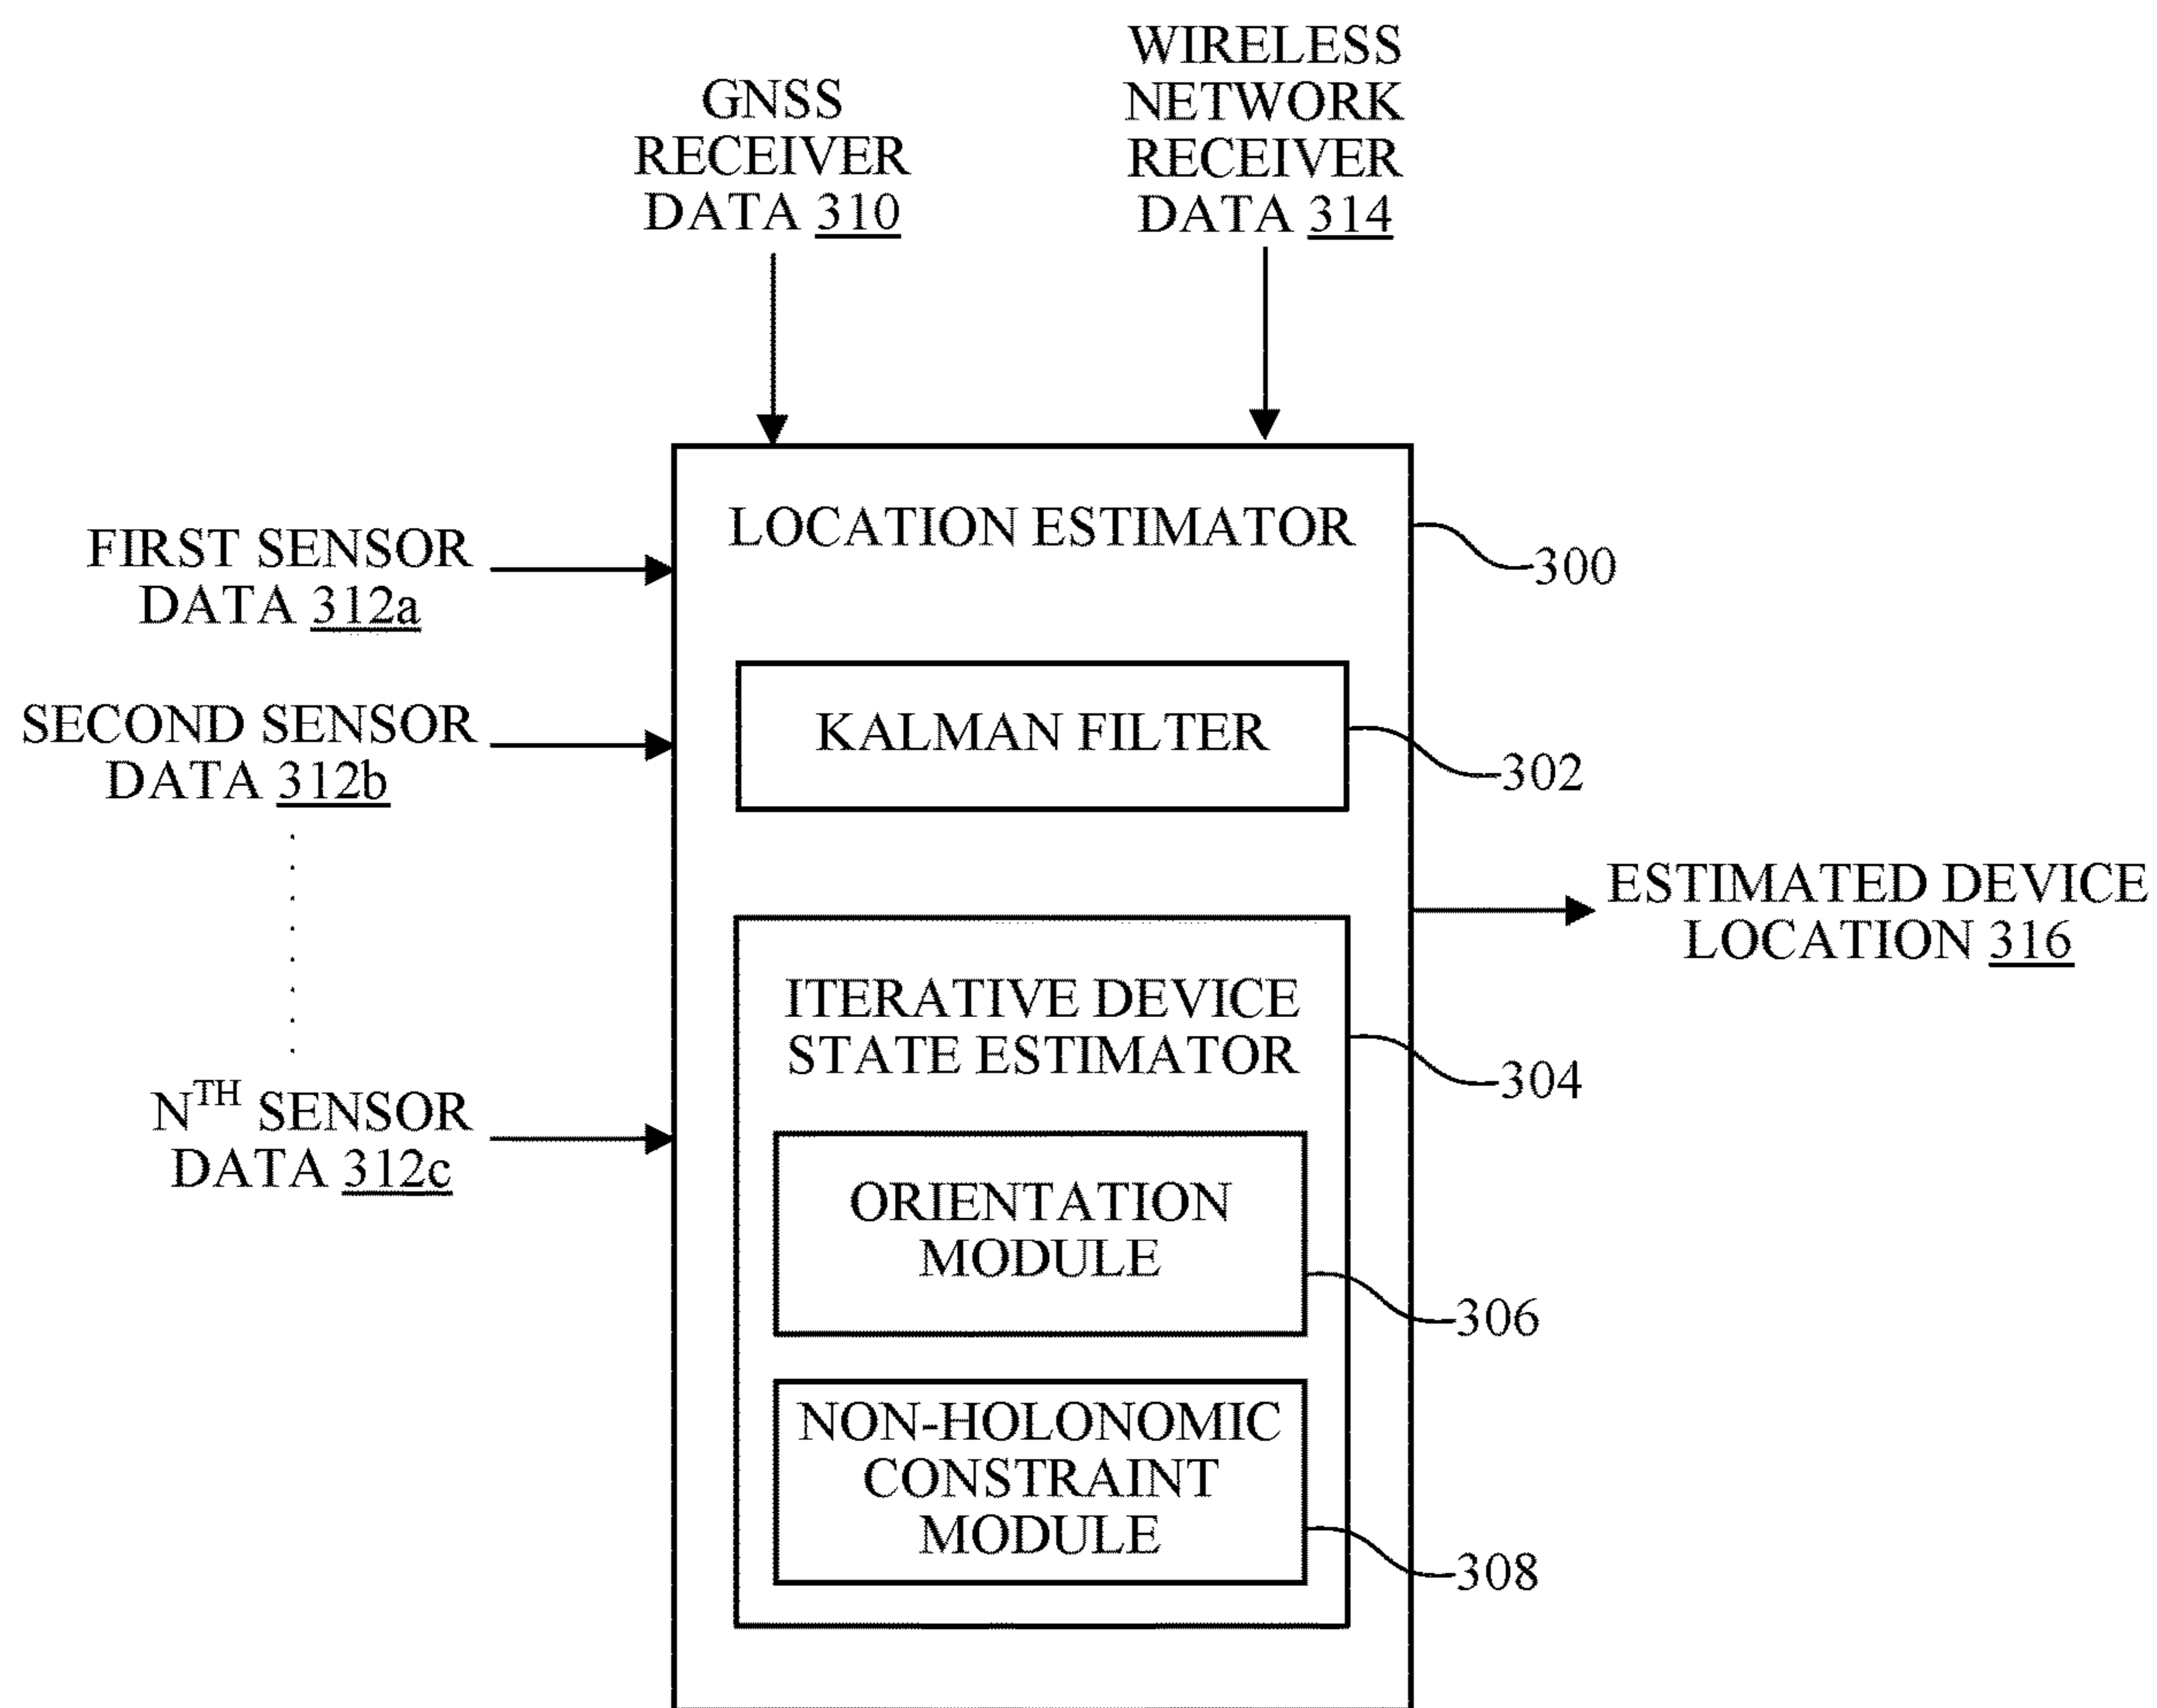 GNSS
RECEIVER
DATA 310
WIRELESS
NETWORK
RECEIVER
DATA 314
FIRST SENSOR
DATA 312a
SECOND SENSOR
DATA 312b
NTH SENSOR
DATA 312c
LOCATION ESTIMATOR
300
KALMAN FILTER
302
ITERATIVE DEVICE
STATE ESTIMATOR
304
ORIENTATION
MODULE
306
NON-HOLONOMIC
CONSTRAINT
MODULE
308
ESTIMATED DEVICE
LOCATION 316